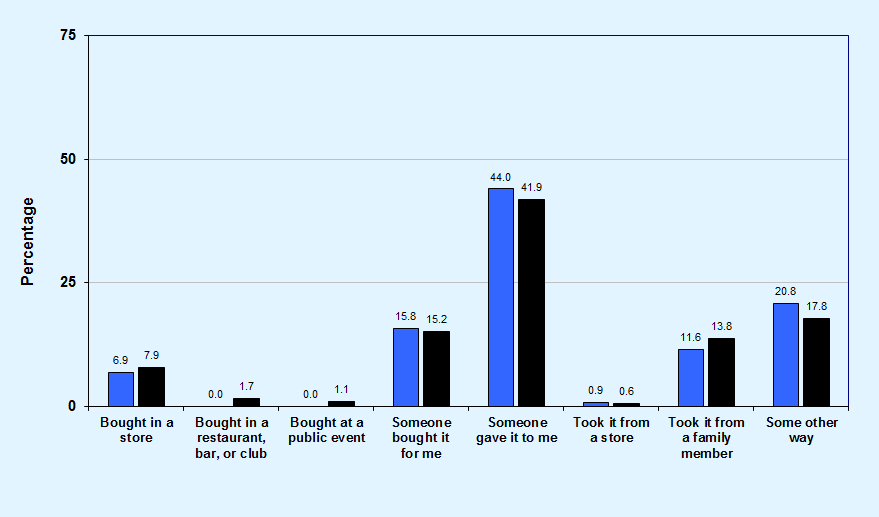 75
50
25
0
Percentage
6.9 7.9
0.0 1.7
0.0 1.1
15.8 15.2
44.0 41.9
0.9 0.6
11.6 13.8
20.8 17.8
Bought in a
store
Bought in a
restaurant,
bar, or club
Bought at a
public event
Someone
bought it
for me
Someone
gave it to me
Took it from
a store
Took it from
a family
member
Some other
way